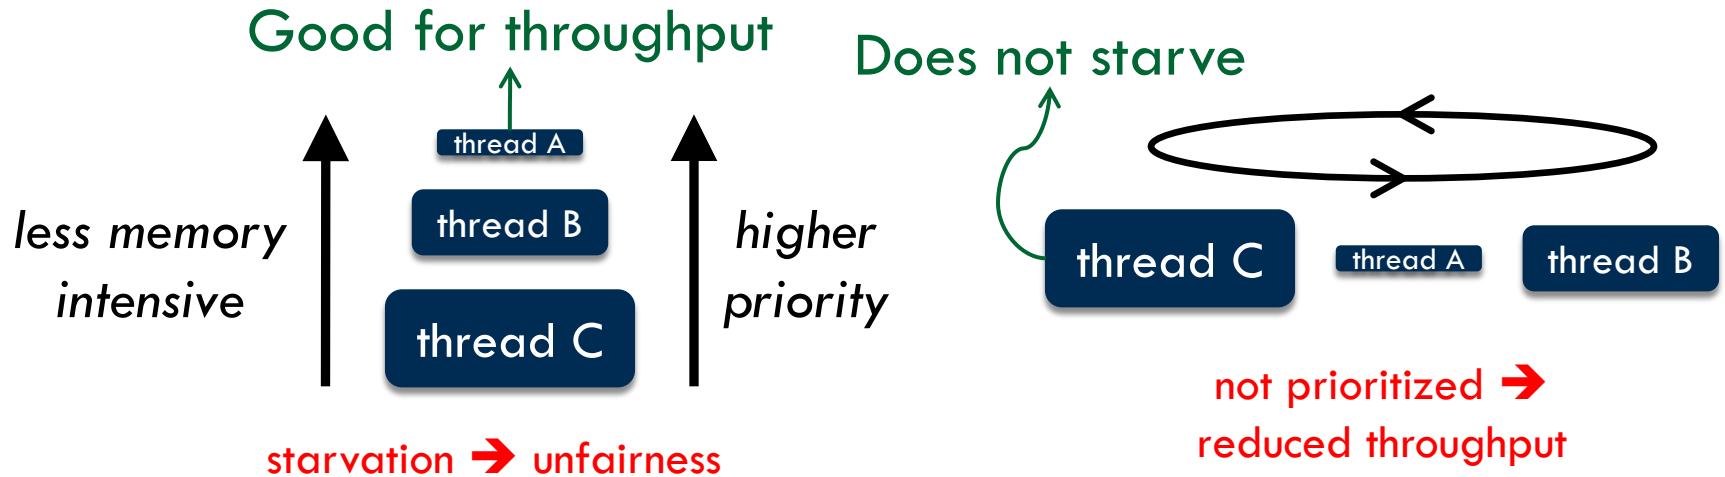 Good for throughput
thread A
less memory
intensive
thread B
higher
priority
thread C
starvation ➔ unfairness
Does not starve
thread C
thread A
thread B
not prioritized ➔
reduced throughput